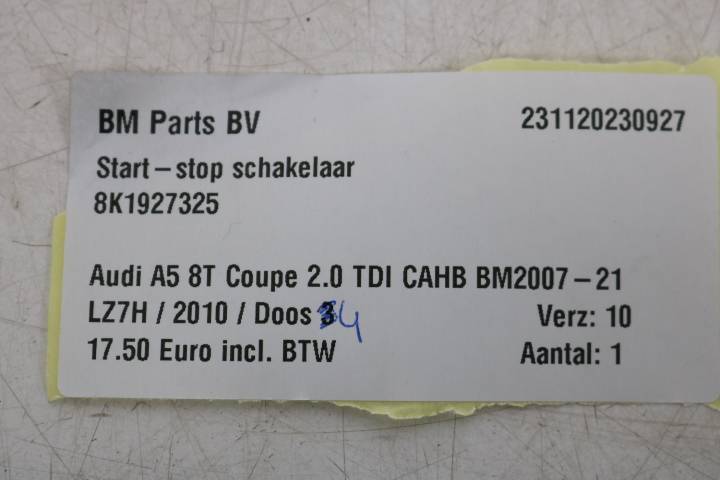 BM Parts BV 231120230927
Start-stop schakelaar
8K1927325
Audi A5 8T Coupe 2.0 TDI CAHB BM2007-21
LZ7H / 2010 / Doos 34 Verz: 10
17.50 Euro incl. BTW Aantal: 1